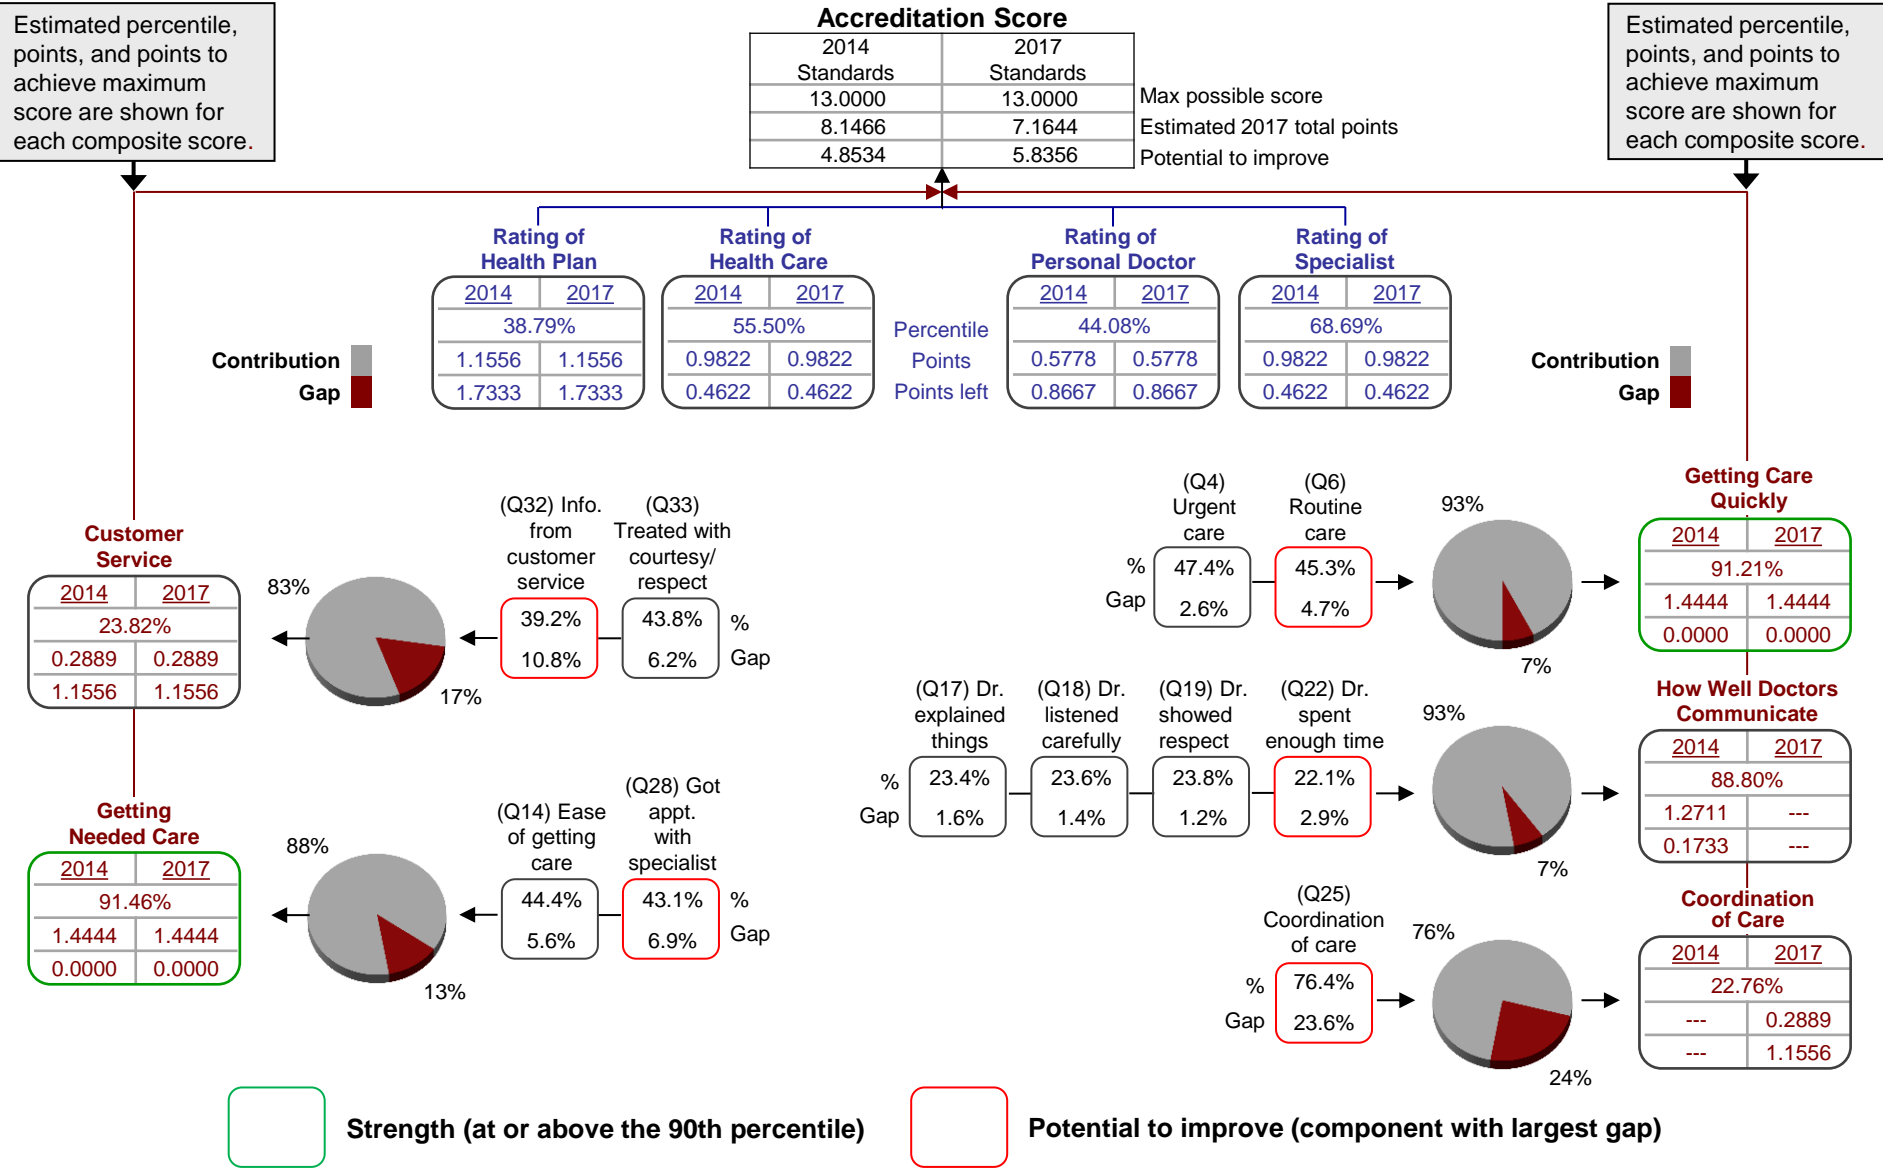 Estimated percentile,
points, and points to
achieve maximum
score are shown for
each composite score.
Accreditation Score
2014
Standards
2017
Standards
13.0000 13.0000 Max possible score
8.1466 7.1644 Estimated 2017 total points
4.8534 5.8356 Potential to improve
Estimated percentile,
points, and points to
achieve maximum
score are shown for
each composite score.
Rating of
Health Plan
2014 2017
38.79%
1.1556 1.1556
1.7333 1.7333
Rating of
Health Care
2014 2017
55.50%
0.9822 0.9822
0.4622 0.4622
Percentile
Points
Points left
Rating of
Personal Doctor
2014 2017
44.08%
0.5778 0.5778
0.8667 0.8667
Rating of
Specialist
2014 2017
68.69%
0.9822 0.9822
0.4622 0.4622
Contribution
Gap
Contribution
Gap
Customer
Service
2014 2017
23.82%
0.2889 0.2889
1.1556 1.1556
83%
17%
(Q32) Info.
from
customer
service
39.2%
10.8%
(Q33)
Treated with
courtesy/
respect
43.8%
6.2%
%
Gap
(Q4)
Urgent
care
%
Gap
47.4%
2.6%
(Q6)
Routine
care
45.3%
4.7%
93%
7%
Getting Care
Quickly
2014 2017
91.21%
1.4444 1.4444
0.0000 0.0000
(Q17) Dr.
explained
things
%
Gap
23.4%
1.6%
(Q18) Dr.
listened
carefully
23.6%
1.4%
(Q19) Dr.
showed
respect
23.8%
1.2%
(Q22) Dr.
spent
enough time
22.1%
2.9%
93%
7%
How Well Doctors
Communicate
2014 2017
88.80%
1.2711 ---
0.1733 ---
Getting
Needed Care
2014 2017
91.46%
1.4444 1.4444
0.0000 0.0000
88%
13%
(Q14) Ease
of getting
care
44.4%
5.6%
(Q28) Got
appt.
with
specialist
43.1%
6.9%
%
Gap
(Q25)
Coordination
of care
%
Gap
76.4%
23.6%
76%
24%
Coordination
of Care
2014 2017
22.76%
--- 0.2889
--- 1.1556
Strength (at or above the 90th percentile)
Potential to improve (component with largest gap)